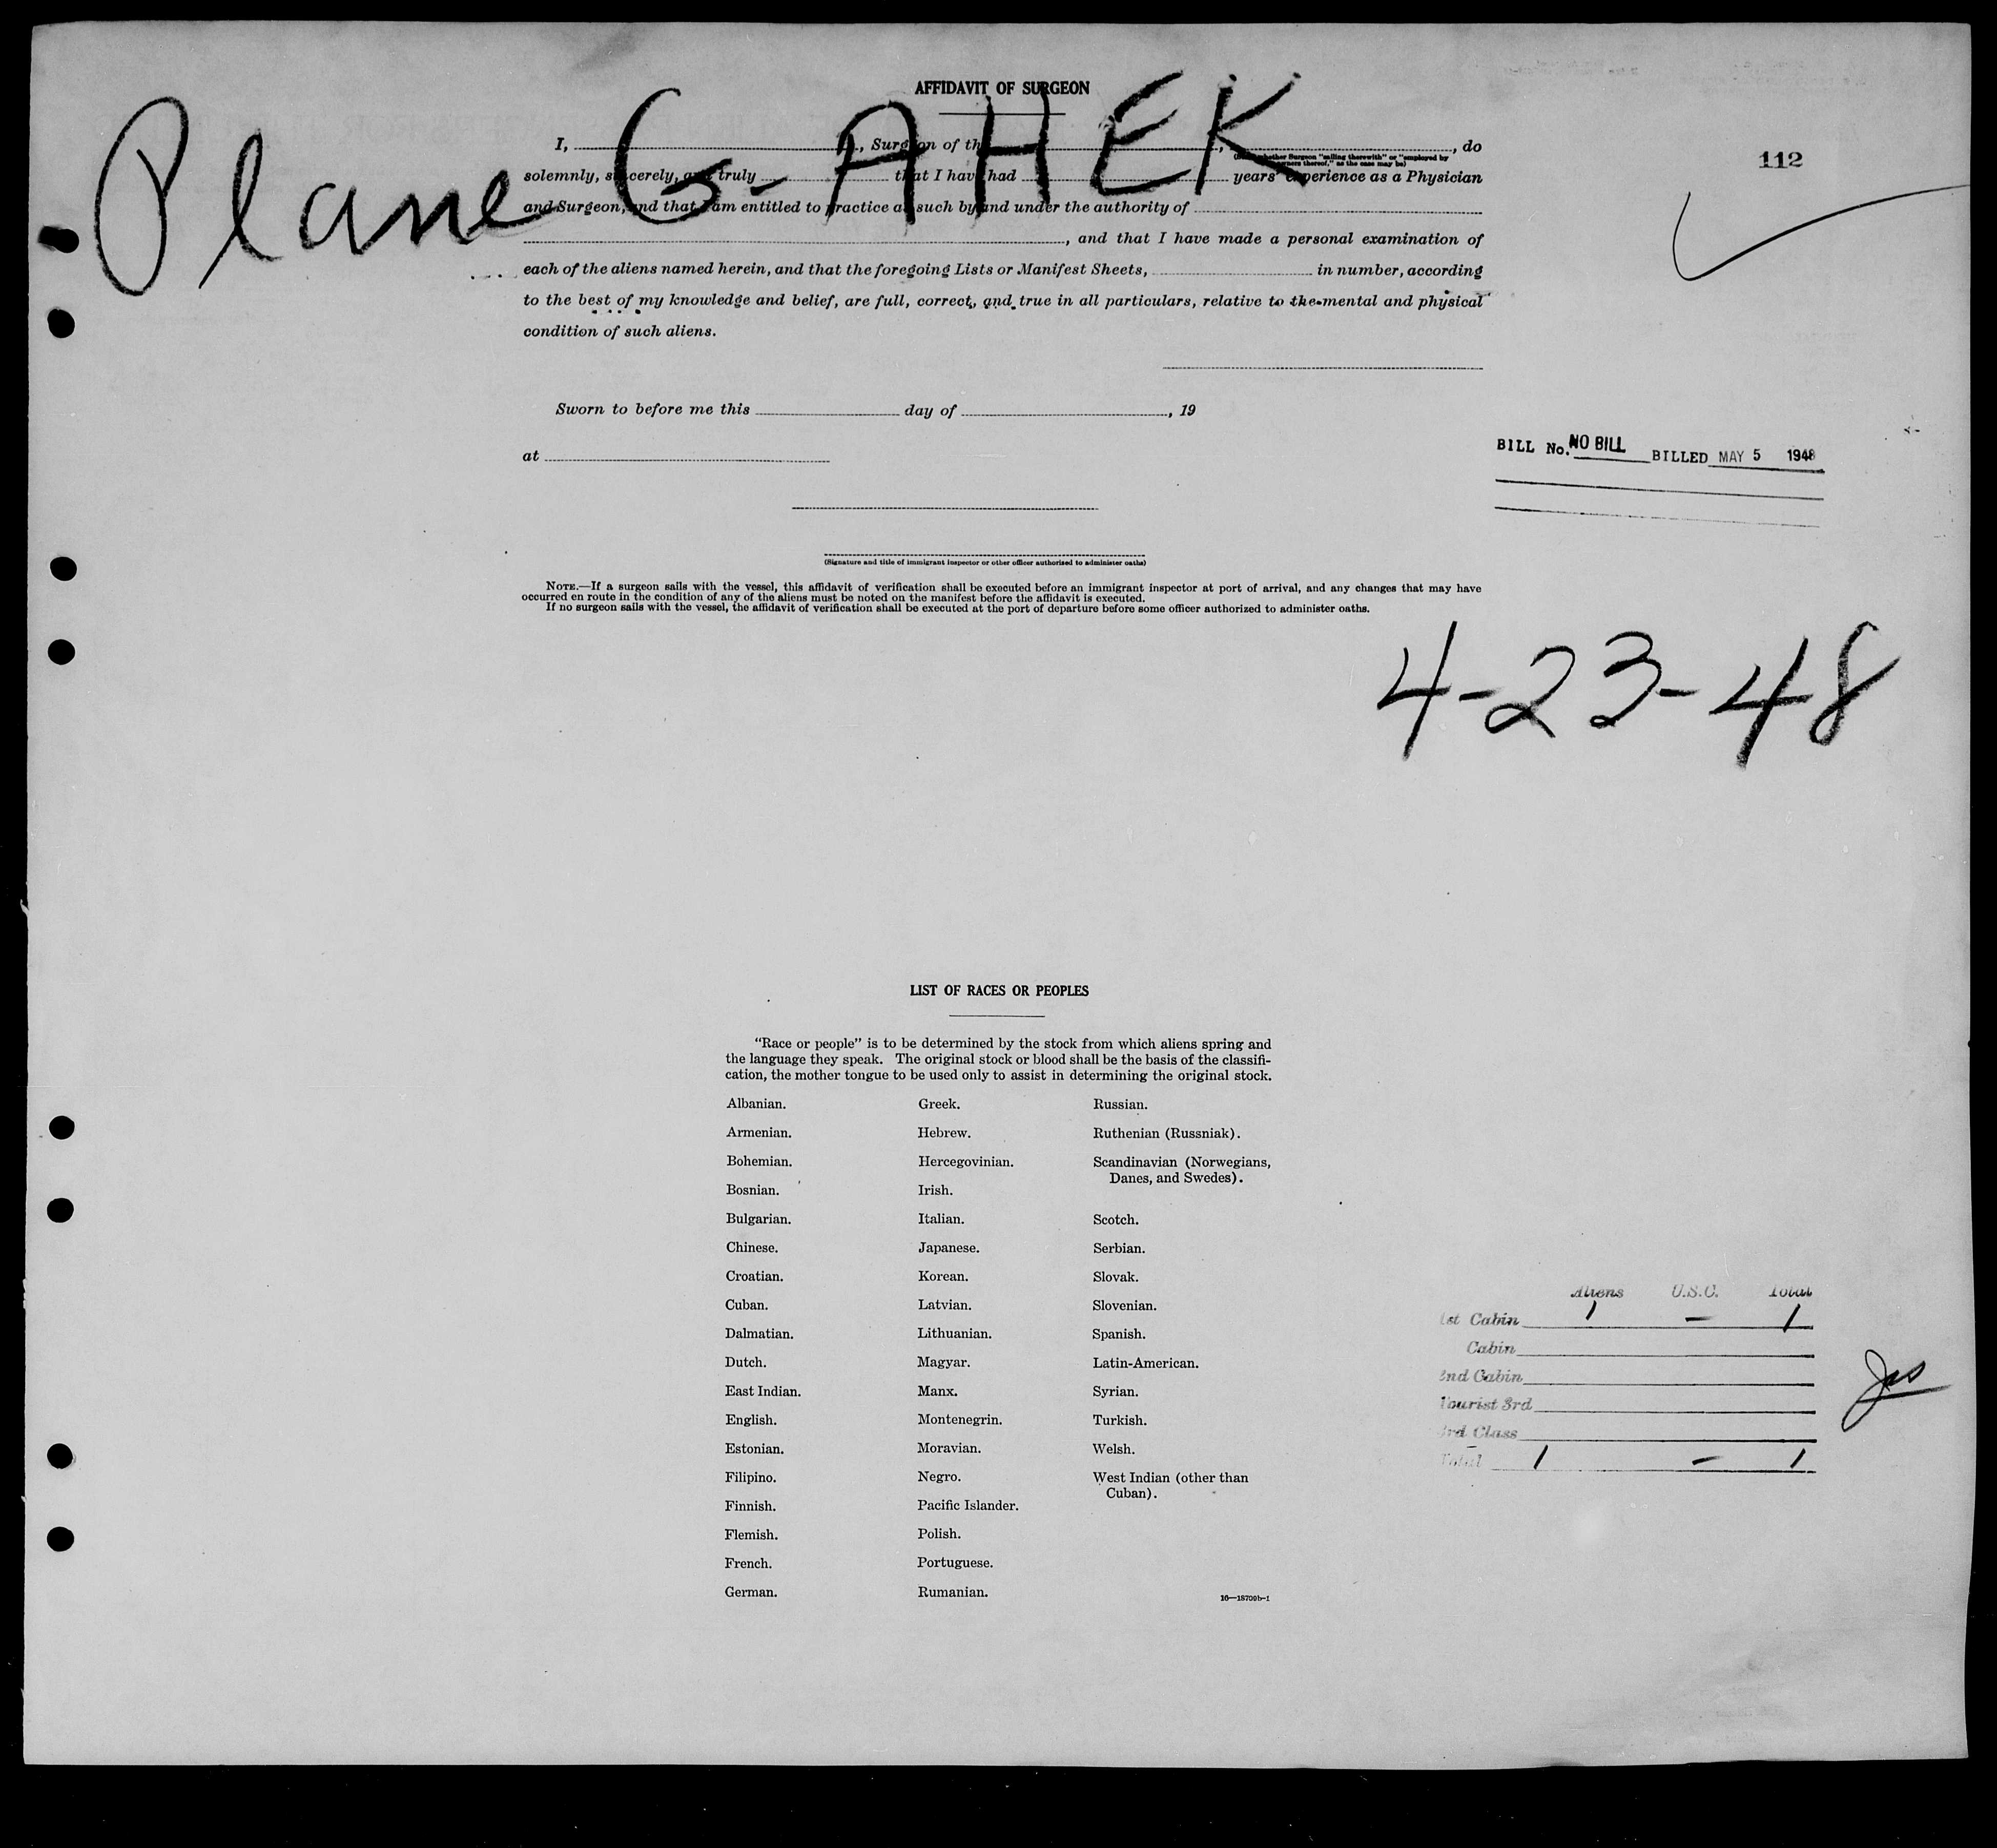 AFFIDAVIT OF SURGEON
Plane G-AHEK
I, , Surgeon of the , , do
112
solemnly, sincerely, and truly that I have had years' experience as a Physician
and Surgeon, and that I am entitled to practice as such by and under the authority of
, and that I have made a personal examination of
each of the aliens named herein, and that the foregoing Lists or Manifest Sheets, in number, according
to the best of my knowledge and belief, are full, correct, and true in all particulars, relative to the mental and physical
condition of such aliens.
Sworn to before me this day of , 19
at
BILL No. NO BILL BILLED MAY 5 1948
(Signature and title of immigrant inspector or other officer authorized to administer oaths)
NOTE.—If a surgeon sails with the vessel, this affidavit of verification shall be executed before an immigrant inspector at port of arrival, and any changes that may have
occurred en route in the condition of any of the aliens must be noted on the manifest before the affidavit is executed.
If no surgeon sails with the vessel, the affidavit of verification shall be executed at the port of departure before some officer authorized to administer oaths.
4-23-48
LIST OF RACES OR PEOPLES
"Race or people" is to be determined by the stock from which aliens spring and
the language they speak. The original stock or blood shall be the basis of the classifi-
cation, the mother tongue to be used only to assist in determining the original stock.
Albanian.
Armenian.
Bohemian.
Bosnian.
Bulgarian.
Chinese.
Croatian.
Cuban.
Dalmatian.
Dutch.
East Indian.
English.
Estonian.
Filipino.
Finnish.
Flemish.
French.
German.
Greek.
Hebrew.
Hercegovinian.
Irish.
Italian.
Japanese.
Korean.
Latvian.
Lithuanian.
Magyar.
Manx.
Montenegrin.
Moravian.
Negro.
Pacific Islander.
Polish.
Portuguese.
Rumanian.
Russian.
Ruthenian (Russniak).
Scandinavian (Norwegians,
Danes, and Swedes).
Scotch.
Serbian.
Slovak.
Slovenian.
Spanish.
Latin-American.
Syrian.
Turkish.
Welsh.
West Indian (other than
Cuban).
16—18700b-1
Aliens U.S.C. Total
1st Cabin 1 — 1
Cabin
2nd Cabin
Tourist 3rd
3rd Class
Total 1 — 1